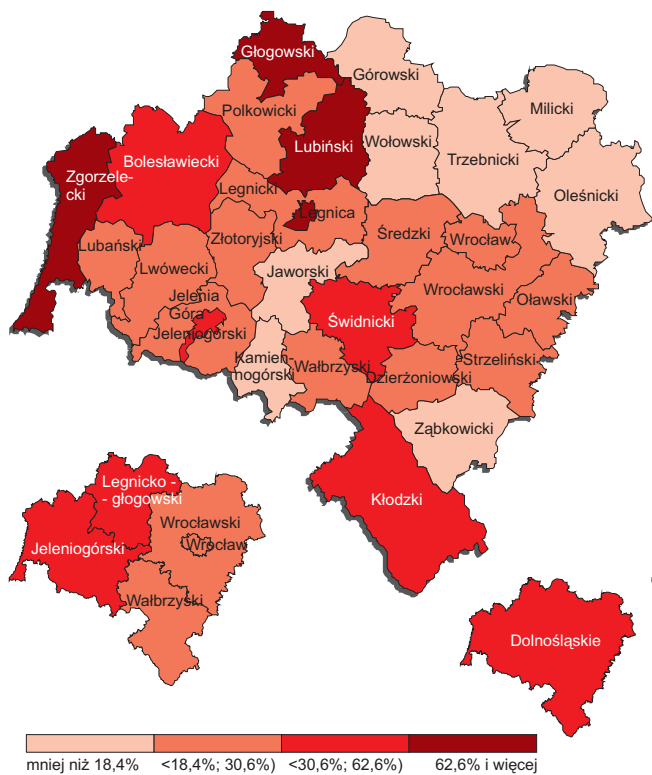 Głogowski
Górowski
Milicki
Polkowicki
Wołowski
Lubiński
Trzebnicki
Bolesławiecki
Zgorzele-
cki
Legnicki
Oleśnicki
Legnica
Lubański
Złotoryjski
Średzki
Wrocław
Lwówecki
Jaworski
Jelenia
Góra
Wrocławski
Oławski
Jeleniogórski
Świdnicki
Kamien-
nogórski
Wałbrzyski
Strzeliński
Dzierżoniowski
Ząbkowicki
Kłodzki
Legnicko -
- głogowski
Wrocławski
Wrocław
Jeleniogórski
Wałbrzyski
Dolnośląskie
mniej niż 18,4% <18,4%; 30,6%) <30,6%; 62,6%) 62,6% i więcej